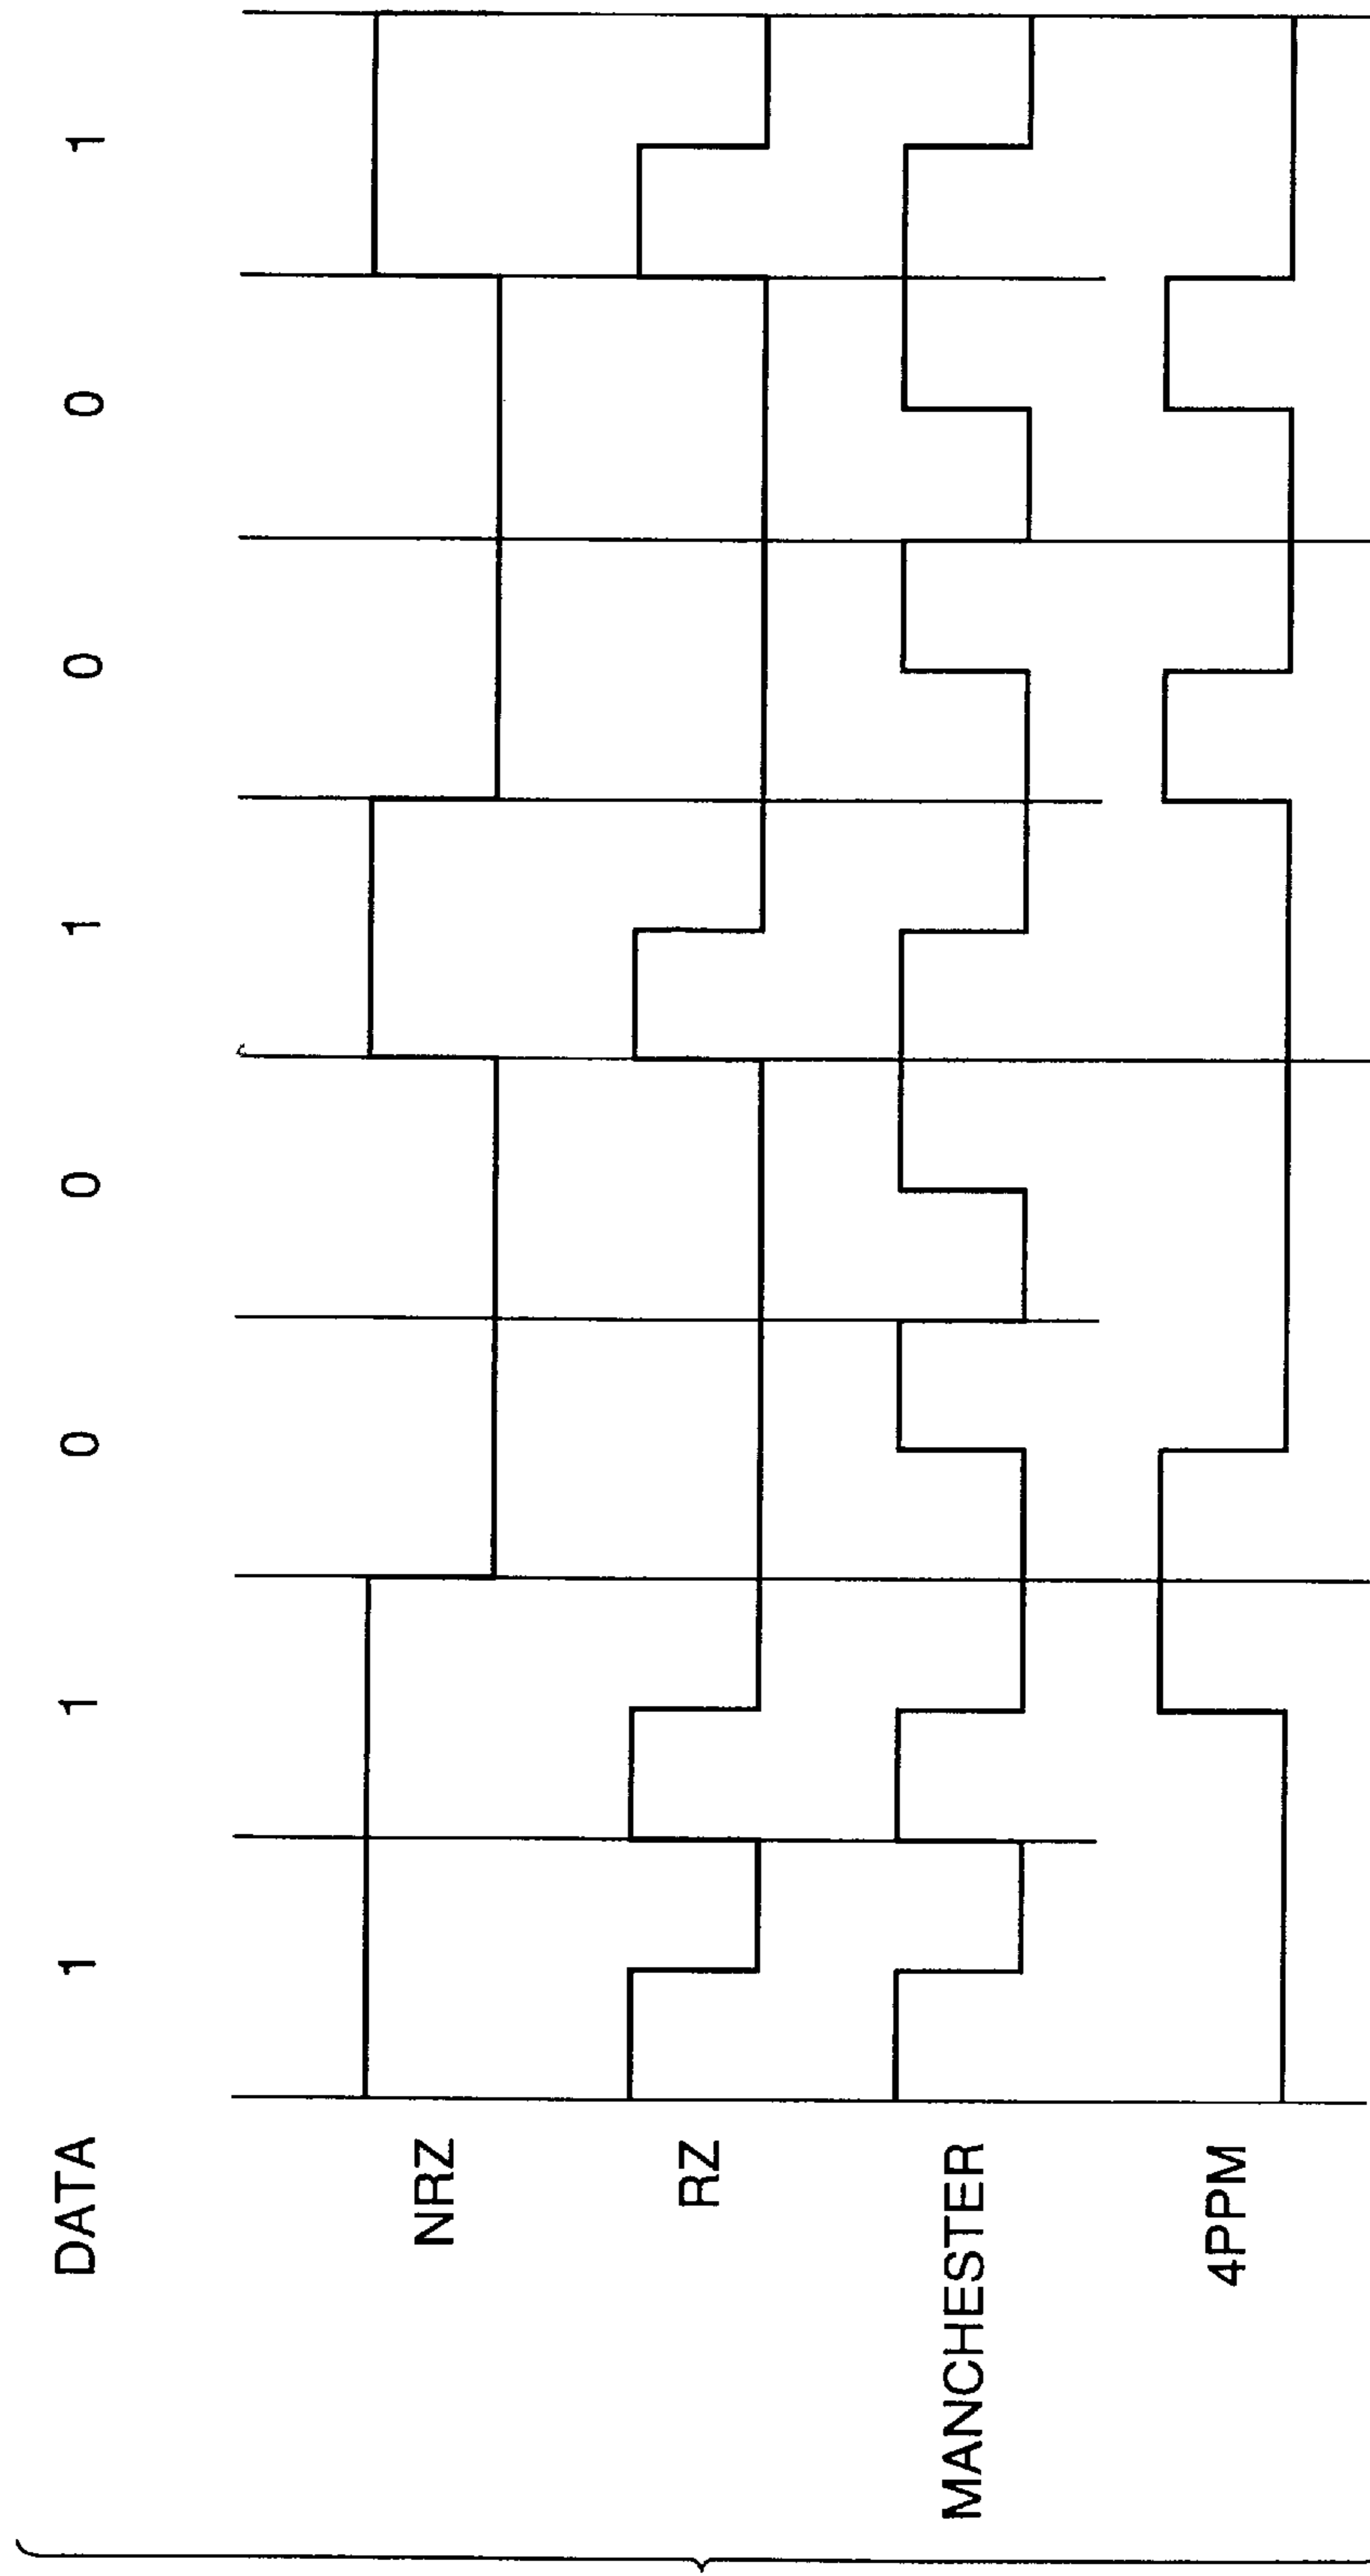 DATA 1 1 0 0 1 0 0 1
NRZ
RZ
MANCHESTER
4PPM